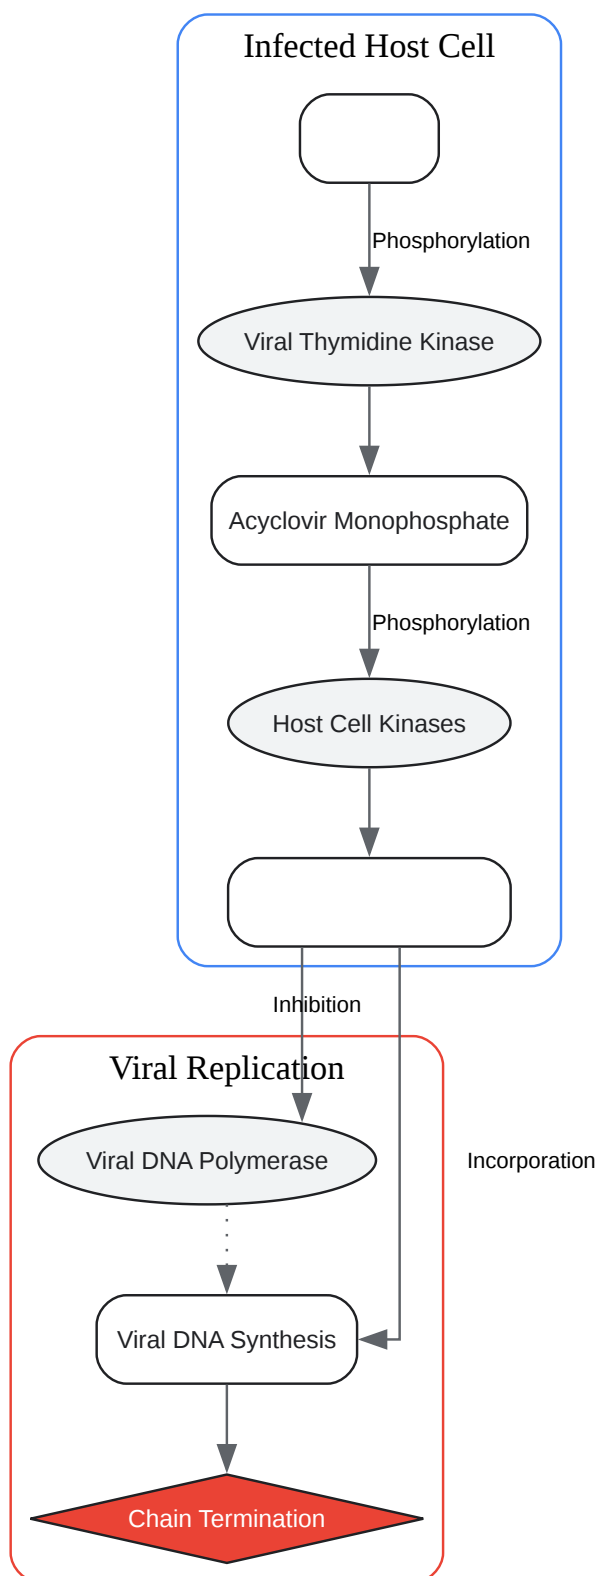 Infected Host Cell
Phosphorylation
Viral Thymidine Kinase
Acyclovir Monophosphate
Phosphorylation
Host Cell Kinases
Inhibition
Viral Replication
Viral DNA Polymerase
Incorporation
Viral DNA Synthesis
Chain Termination